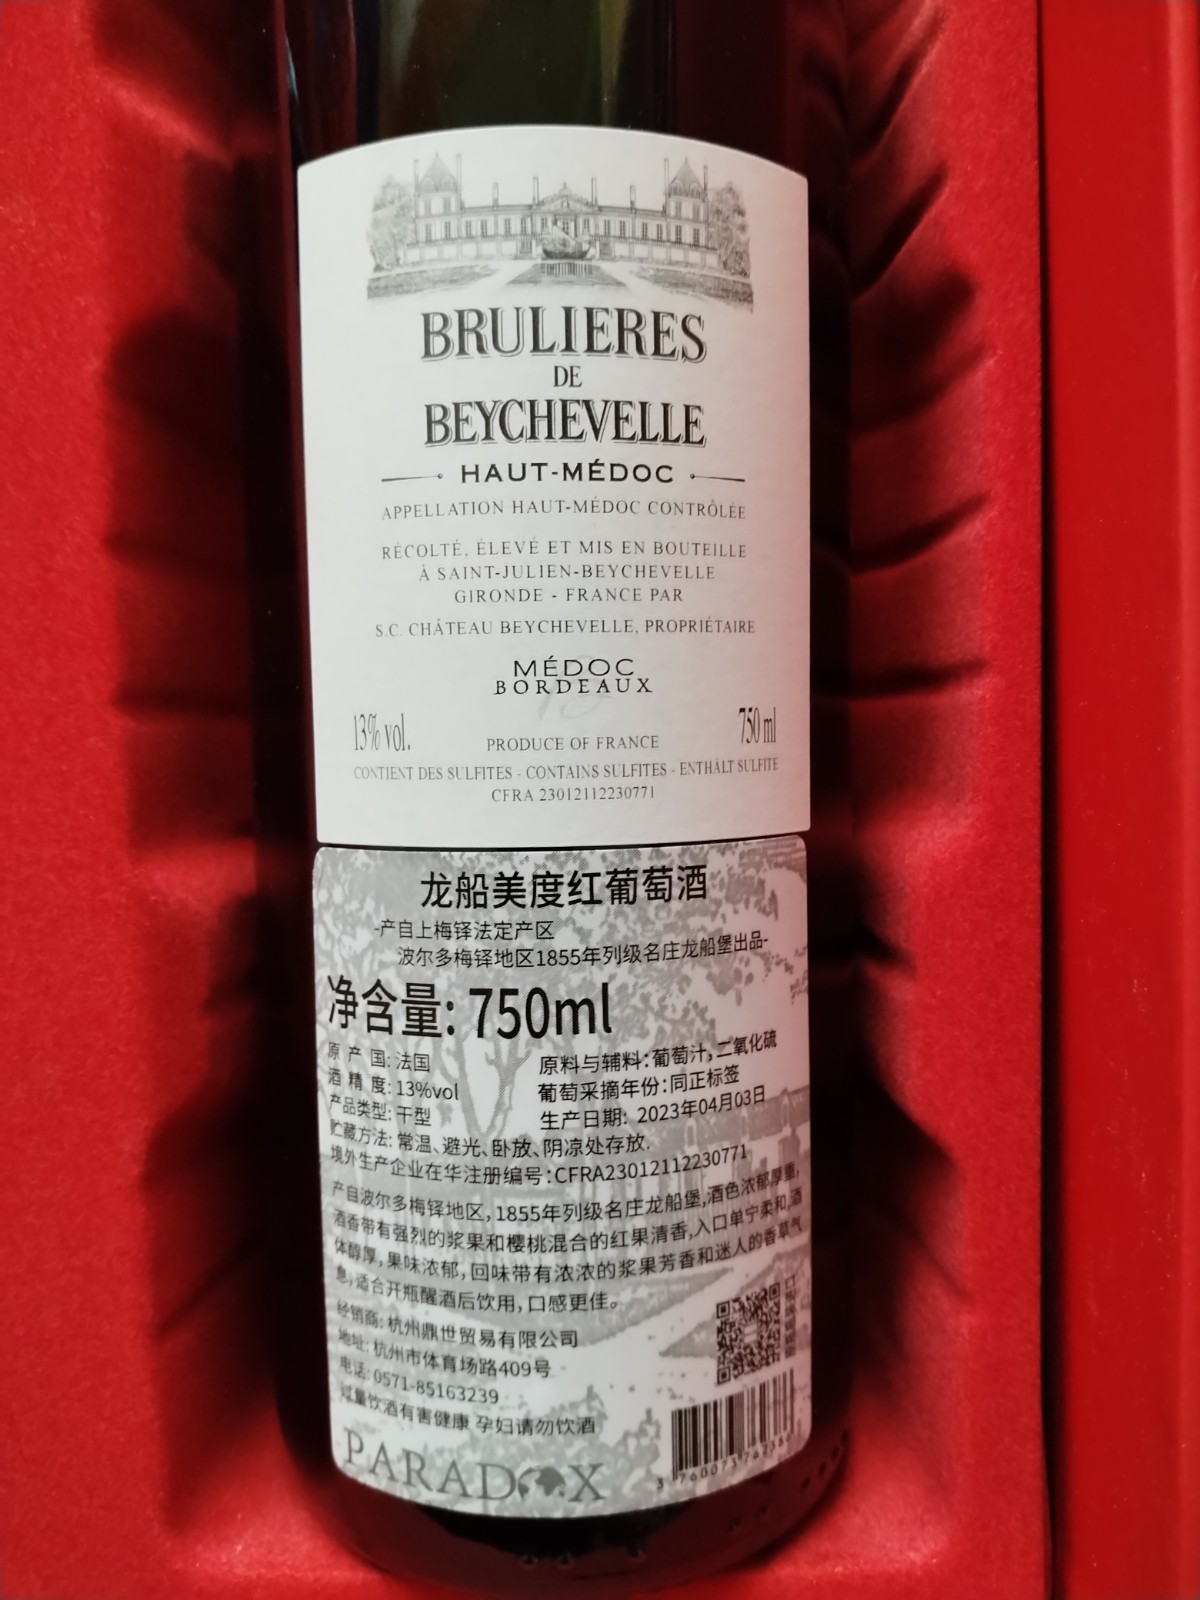 BRULIERES
DE
BEYCHEVELLE
HAUT-MÉDOC
APPELLATION HAUT-MÉDOC CONTRÔLÉE
RÉCOLTÉ, ÉLEVÉ ET MIS EN BOUTEILLE
À SAINT-JULIEN-BEYCHEVELLE
GIRONDE - FRANCE PAR
S.C. CHÂTEAU BEYCHEVELLE, PROPRIÉTAIRE
MÉDOC
BORDEAUX
13% vol.
PRODUCE OF FRANCE
750 ml
CONTIENT DES SULFITES - CONTAINS SULFITES - ENTHÄLT SULFITE
CFRA 23012112230771
龙船美度红葡萄酒
-产自上梅铎法定产区
波尔多梅铎地区1855年列级名庄龙船堡出品-
净含量: 750ml
原 产 国: 法国
原料与辅料: 葡萄汁,二氧化硫
酒 精 度: 13%vol
葡萄采摘年份: 同正标签
产品类型: 干型
生产日期: 2023年04月03日
贮藏方法: 常温、避光、卧放、阴凉处存放.
境外生产企业在华注册编号: CFRA23012112230771
产自波尔多梅铎地区,1855年列级名庄龙船堡,酒色浓郁厚重,
酒香带有强烈的浆果和樱桃混合的红果清香,入口单宁柔和,酒
体醇厚,果味浓郁,回味带有浓浓的浆果芳香和迷人的香草气
息,适合开瓶醒酒后饮用,口感更佳。
经销商: 杭州鼎世贸易有限公司
地址: 杭州市体育场路409号
电话: 0571-85163239
过量饮酒有害健康 孕妇请勿饮酒
PARADOX